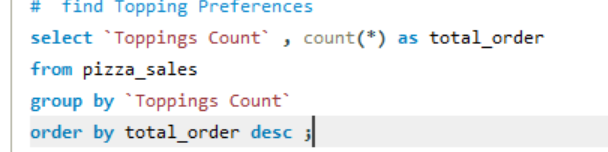 #  find Topping Preferences
select `Toppings Count` , count(*) as total_order
from pizza_sales
group by `Toppings Count`
order by total_order desc ;